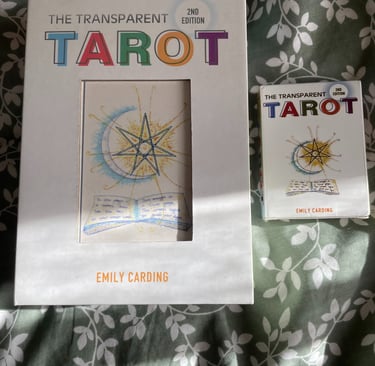 THE TRANSPARENT
2ND
EDITION
TAROT
EMILY CARDING
THE TRANSPARENT
2ND
EDITION
TAROT
EMILY CARDING